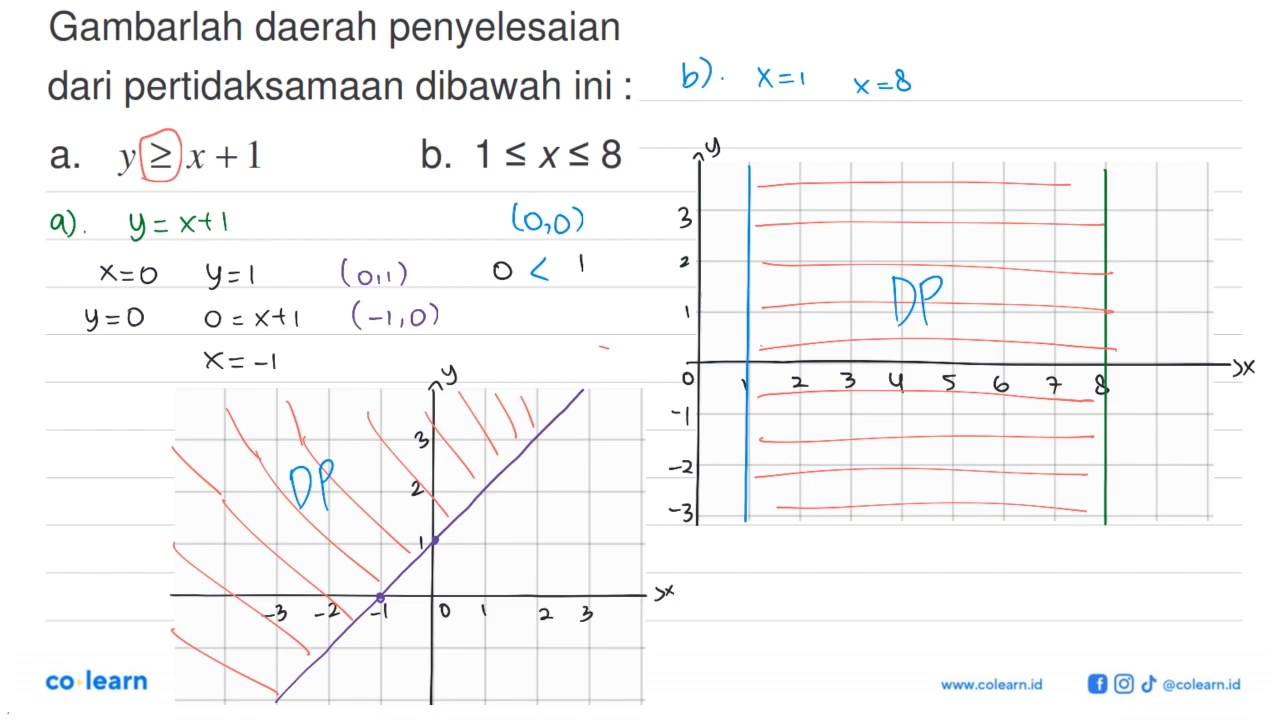 Gambarlah daerah penyelesaian
dari pertidaksamaan dibawah ini :
a. y ≥ x + 1
b. 1 ≤ x ≤ 8
a). y = x+1
(0,0)
x=0 y=1 (0,1)
0 < 1
y=0 0=x+1 (-1,0)
x=-1
y
3
2
1
DP
-3 -2 -1 0 1 2 3
x
b). x=1 x=8
y
3
2
1
DP
0 1 2 3 4 5 6 7 8
x
-1
-2
-3
co learn
www.colearn.id
@colearn.id